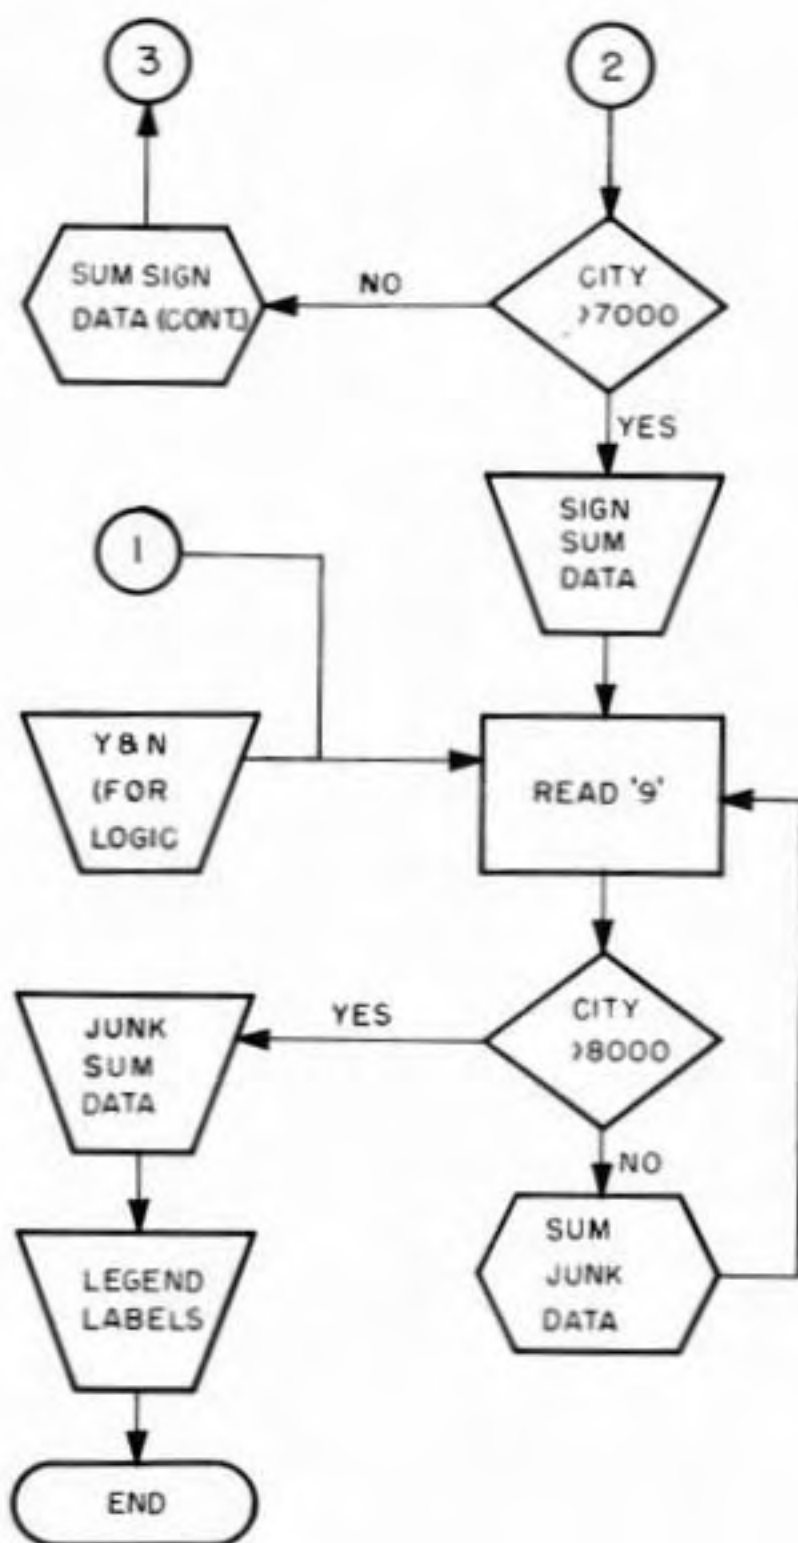 3
2
SUM SIGN
DATA (CONT.)
NO
CITY
>7000
YES
SIGN
SUM
DATA
1
Y & N
(FOR
LOGIC
READ '9'
YES
CITY
>8000
JUNK
SUM
DATA
NO
LEGEND
LABELS
SUM
JUNK
DATA
END